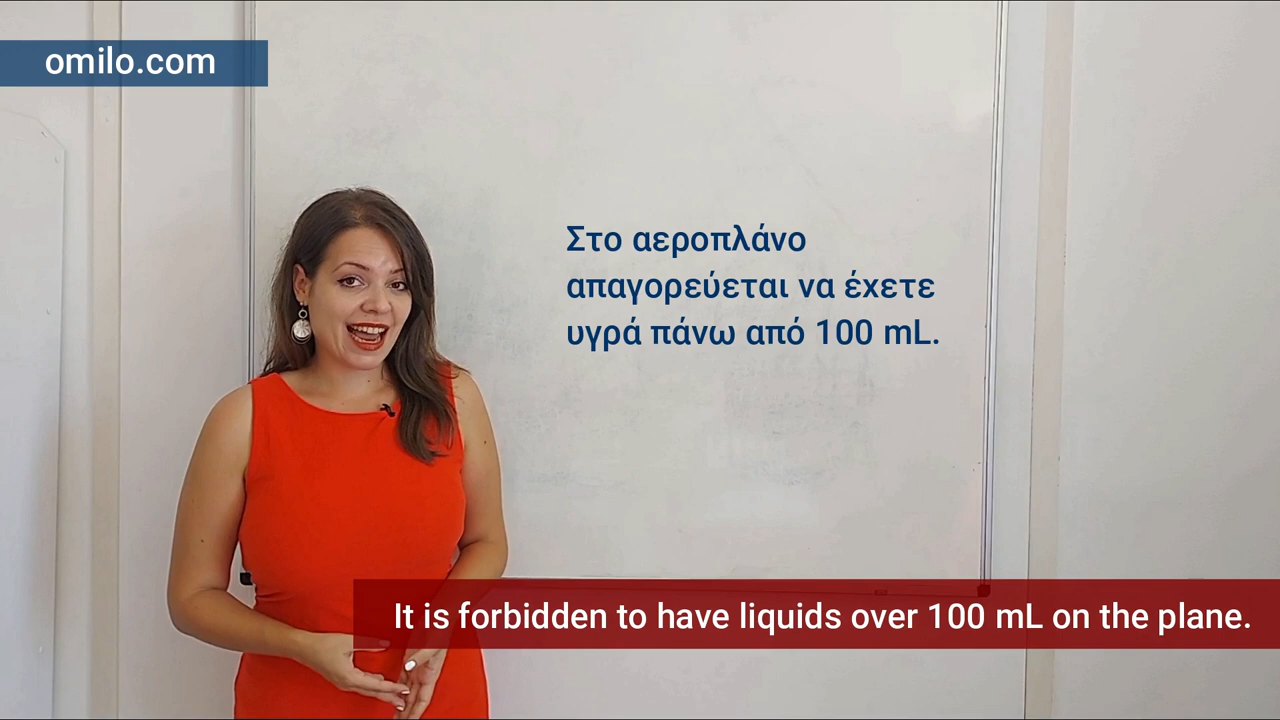 omilo.com
Στο αεροπλάνο
απαγορεύεται να έχετε
υγρά πάνω από 100 mL.
It is forbidden to have liquids over 100 mL on the plane.